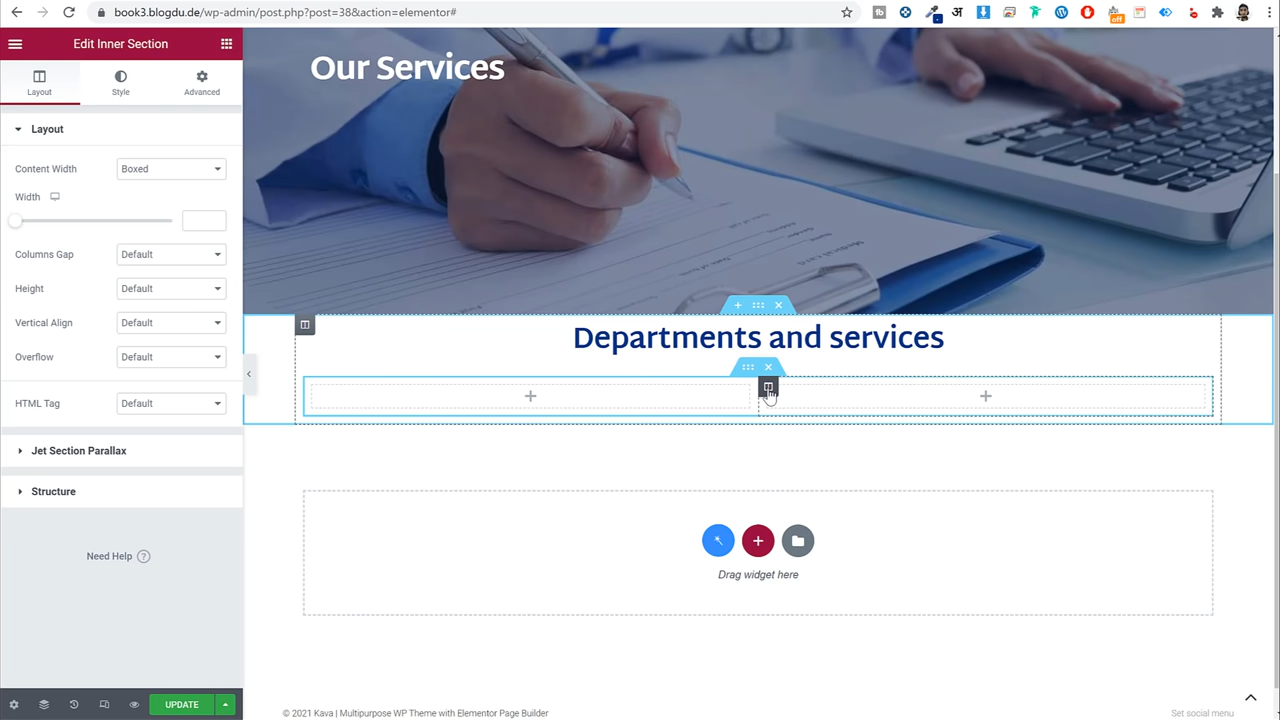 book3.blogdu.de/wp-admin/post.php?post=38&action=elementor#
अ
off
Edit Inner Section
Layout
Style
Advanced
Layout
Content Width
Boxed
Width
Columns Gap
Default
Height
Default
Vertical Align
Default
Overflow
Default
HTML Tag
Default
Jet Section Parallax
Structure
Need Help ?
UPDATE
Our Services
Departments and services
Drag widget here
© 2021 Kava | Multipurpose WP Theme with Elementor Page Builder
Set social menu